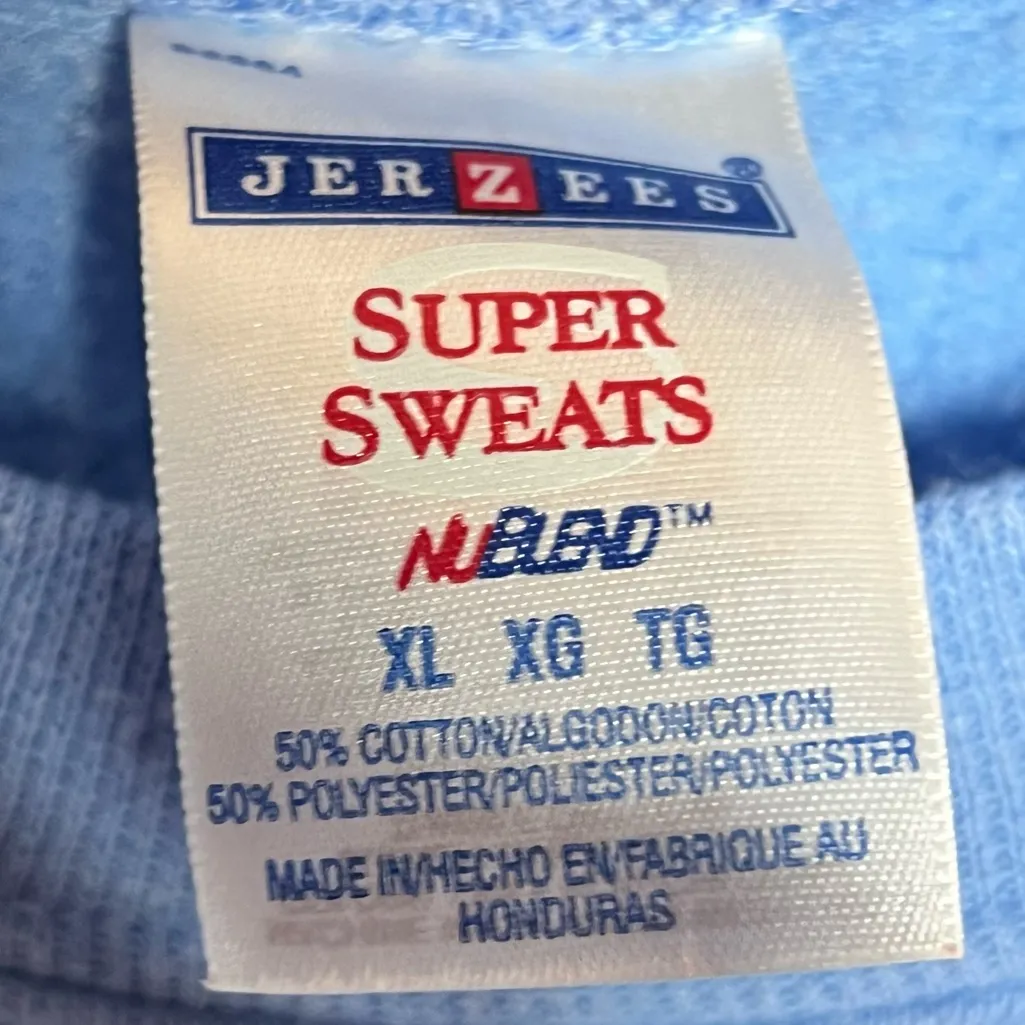 JERZEES®
SUPER
SWEATS
NUBLEND™
XL XG TG
50% COTTON/ALGODON/COTON
50% POLYESTER/POLIESTER/POLYESTER
MADE IN/HECHO EN/FABRIQUE AU
HONDURAS